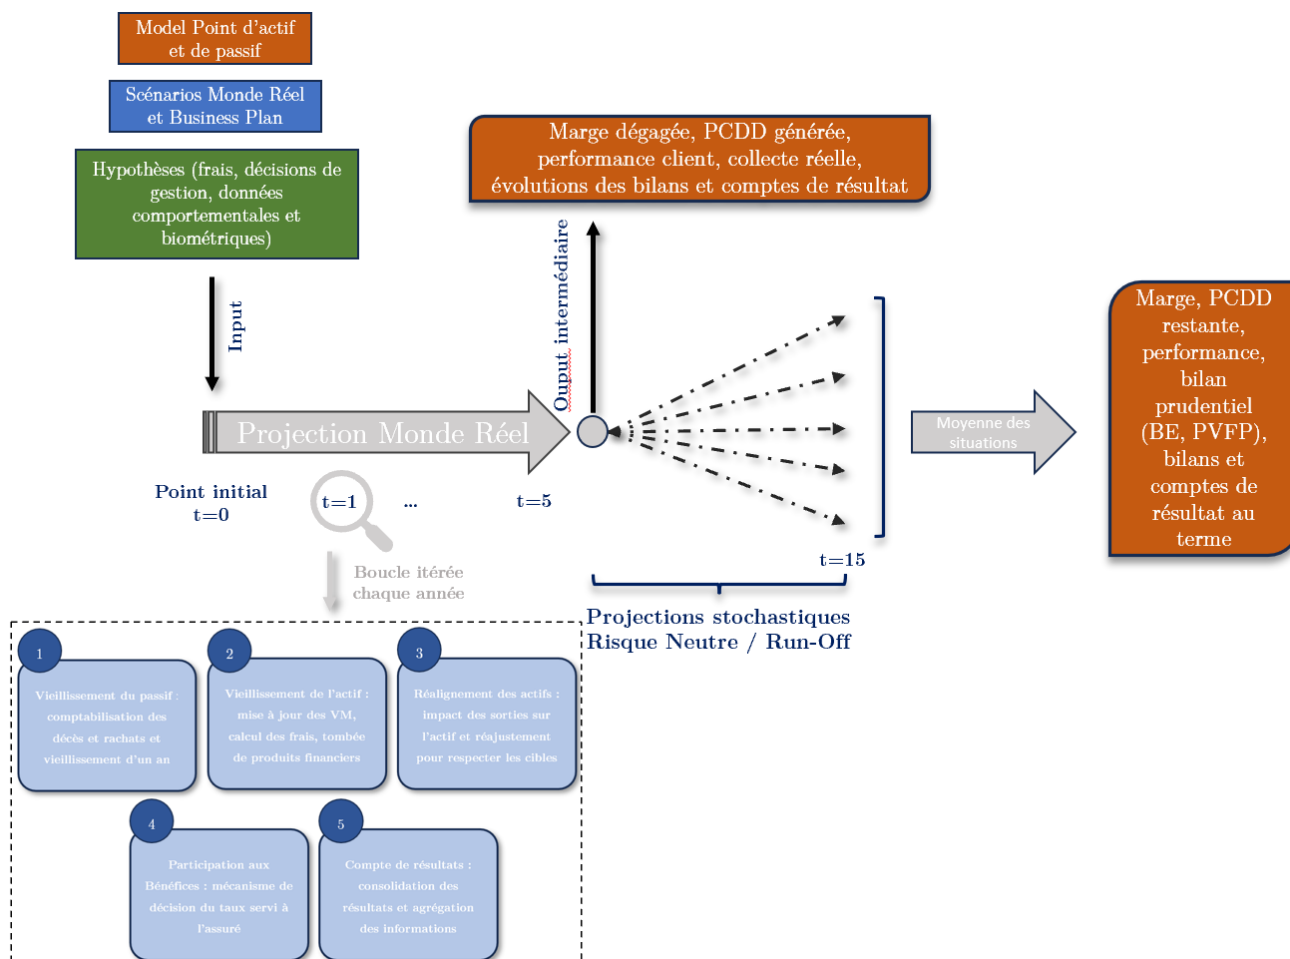 Model Point d'actif
et de passif
Scénarios Monde Réel
et Business Plan
Hypothèses (frais, décisions de
gestion, données
comportementales et
biométriques)
Input
Marge dégagée, PCDD générée,
performance client, collecte réelle,
évolutions des bilans et comptes de résultat
Ouput intermédiaire
Projection Monde Réel
Point initial
t=0
t=1
...
t=5
t=15
Moyenne des
situations
Marge, PCDD
restante,
performance,
bilan
prudentiel
(BE, PVFP),
bilans et
comptes de
résultat au
terme
Boucle itérée
chaque année
Projections stochastiques
Risque Neutre / Run-Off
1
Vieillissement du passif :
comptabilisation des
décès et rachats et
vieillissement d'un an
2
Vieillissement de l'actif :
mise à jour des VM,
calcul des frais, tombée
de produits financiers
3
Réalignement des actifs :
impact des sorties sur
l'actif et réajustement
pour respecter les cibles
4
Participation aux
Bénéfices : mécanisme de
décision du taux servi à
l'assuré
5
Compte de résultats :
consolidation des
résultats et agrégation
des informations